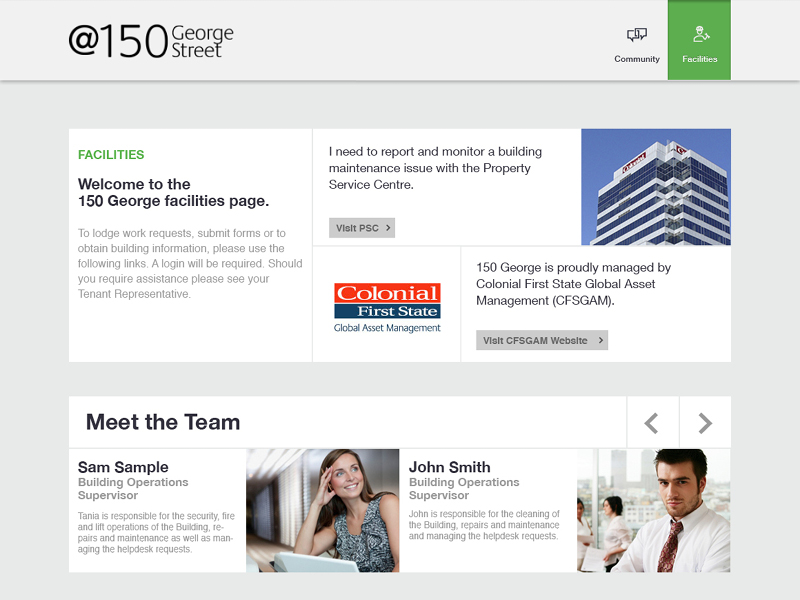 @150 George
Street
Community
Facilities
FACILITIES
Welcome to the
150 George facilities page.
To lodge work requests, submit forms or to
obtain building information, please use the
following links. A login will be required. Should
you require assistance please see your
Tenant Representative.
I need to report and monitor a building
maintenance issue with the Property
Service Centre.
Visit PSC >
Colonial
First State
Global Asset Management
150 George is proudly managed by
Colonial First State Global Asset
Management (CFSGAM).
Visit CFSGAM Website >
Meet the Team
Sam Sample
Building Operations
Supervisor
Tania is responsible for the security, fire
and lift operations of the Building, re-
pairs and maintenance as well as man-
aging the helpdesk requests.
John Smith
Building Operations
Supervisor
John is responsible for the cleaning of
the Building, repairs and maintenance
and managing the helpdesk requests.